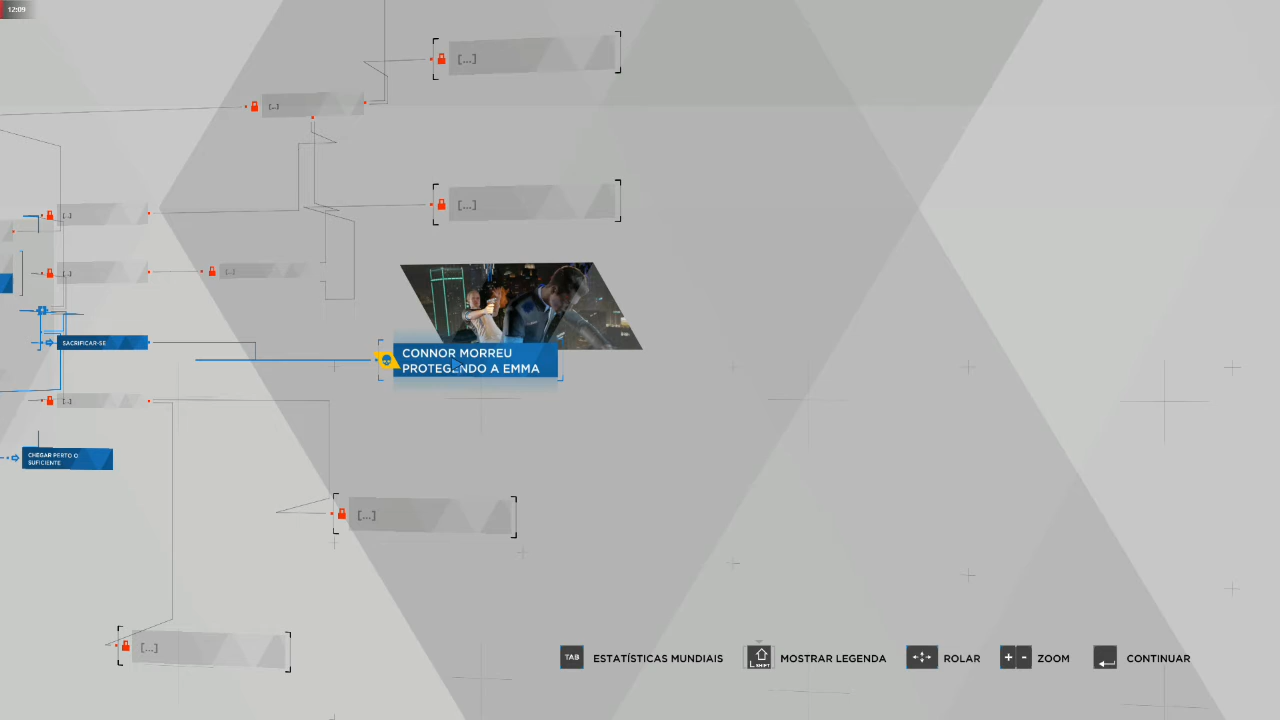 12:09
[...]
[...]
[...]
[...]
[...]
[...]
SACRIFICAR-SE
CONNOR MORREU
PROTEGENDO A EMMA
[...]
CHEGAR PERTO O
SUFICIENTE
[...]
[...]
TAB ESTATÍSTICAS MUNDIAIS L SHIFT MOSTRAR LEGENDA ROLAR + - ZOOM CONTINUAR